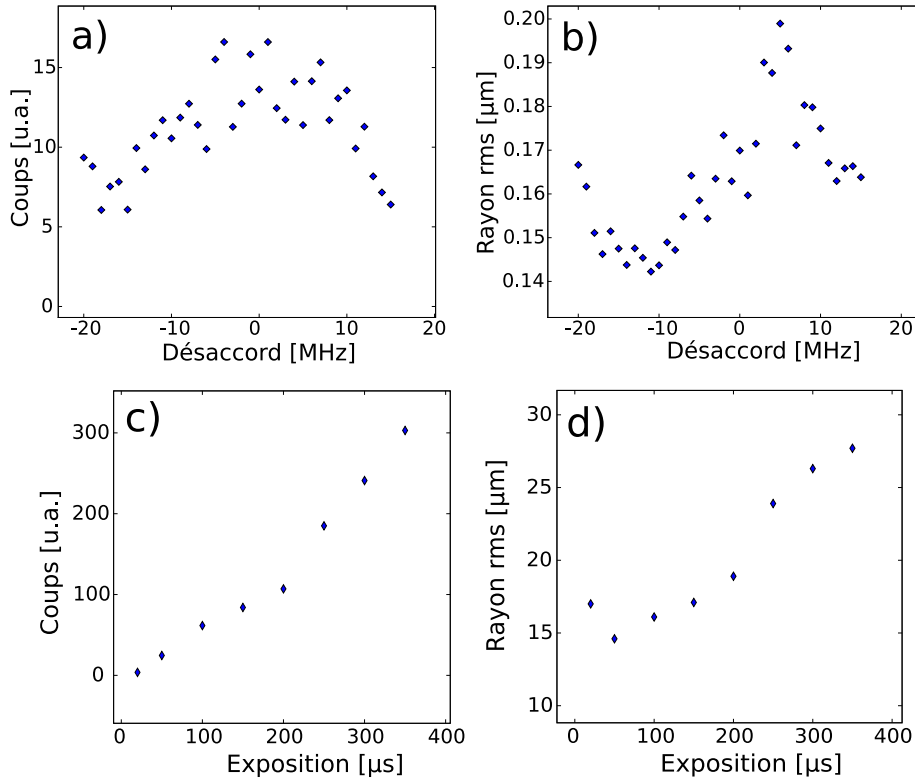 a)
Coups [u.a.]
15
10
5
0
-20 -10 0 10 20
Désaccord [MHz]
b)
Rayon rms [µm]
0.20
0.19
0.18
0.17
0.16
0.15
0.14
-20 -10 0 10 20
Désaccord [MHz]
c)
Coups [u.a.]
300
200
100
0
0 100 200 300 400
Exposition [µs]
d)
Rayon rms [µm]
30
25
20
15
10
0 100 200 300 400
Exposition [µs]